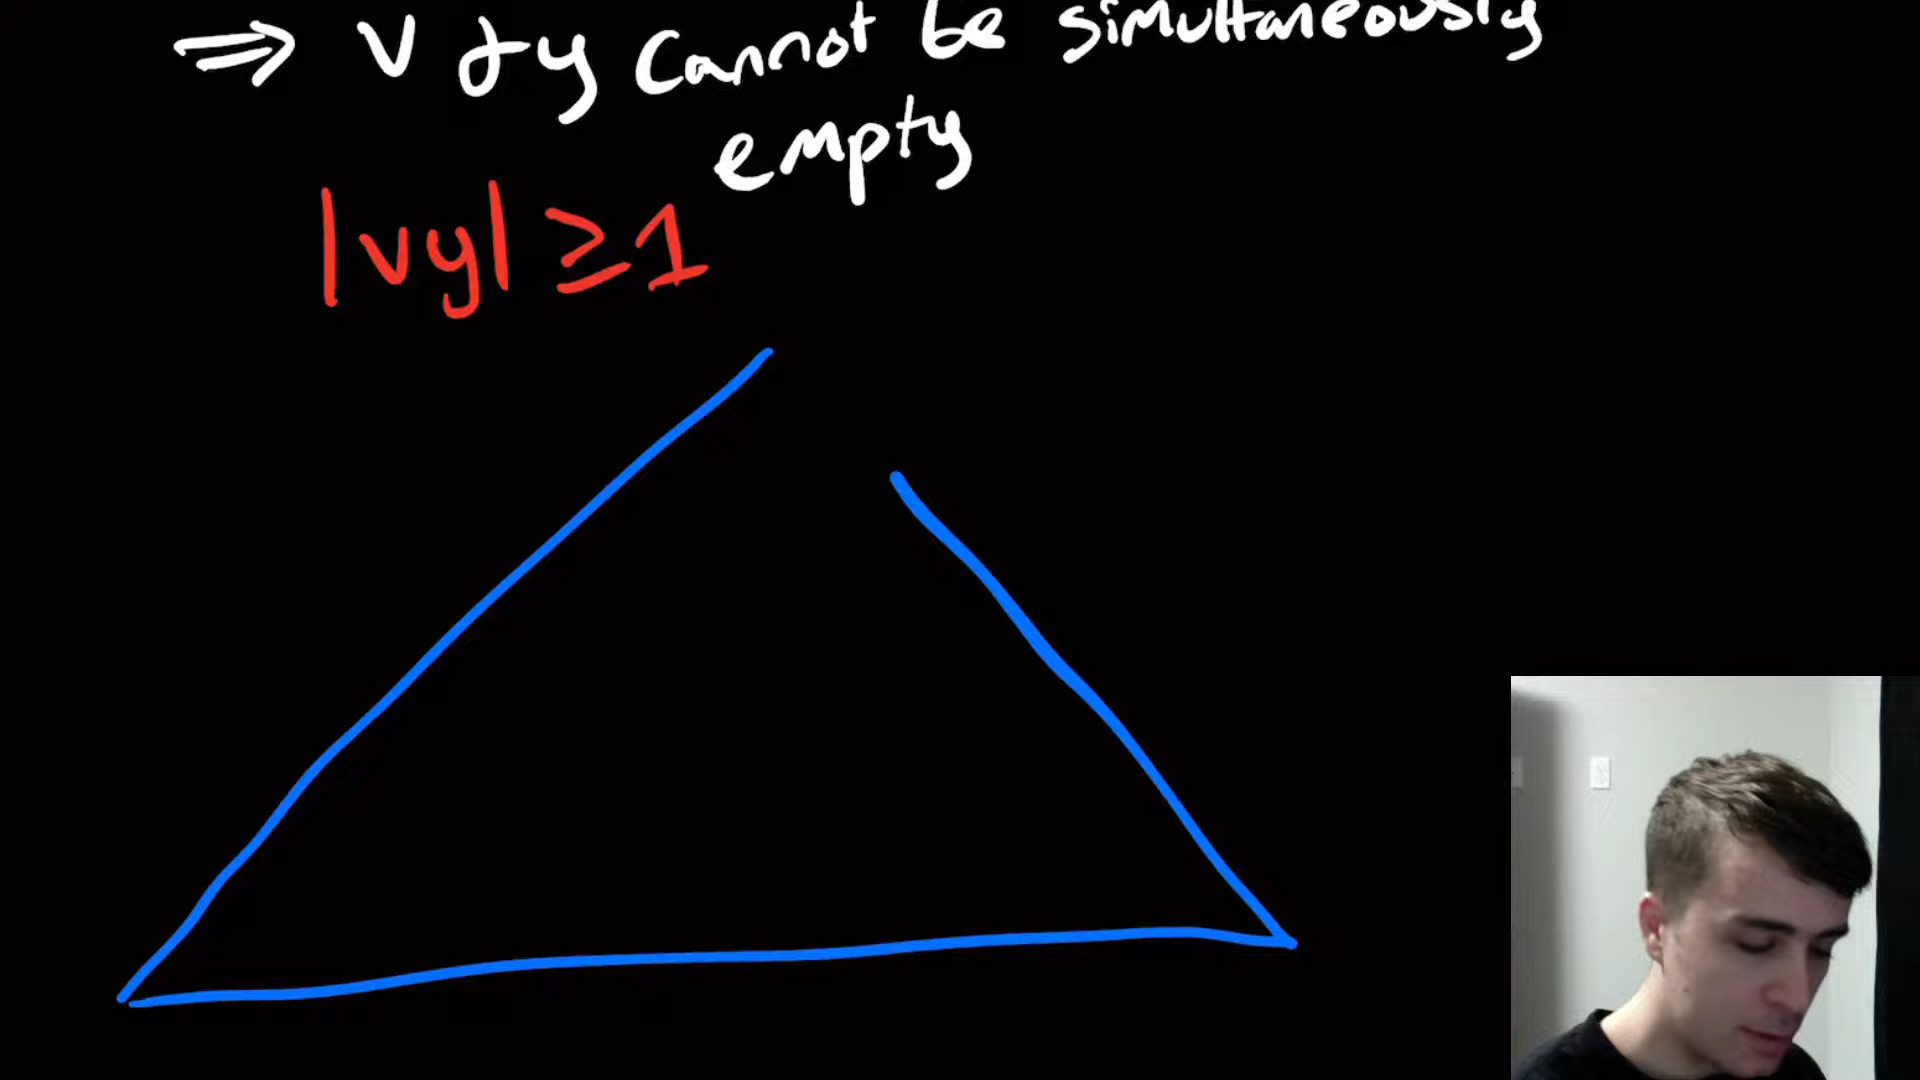 ⇒ v & y cannot be simultaneously
empty
|vy| ≥ 1